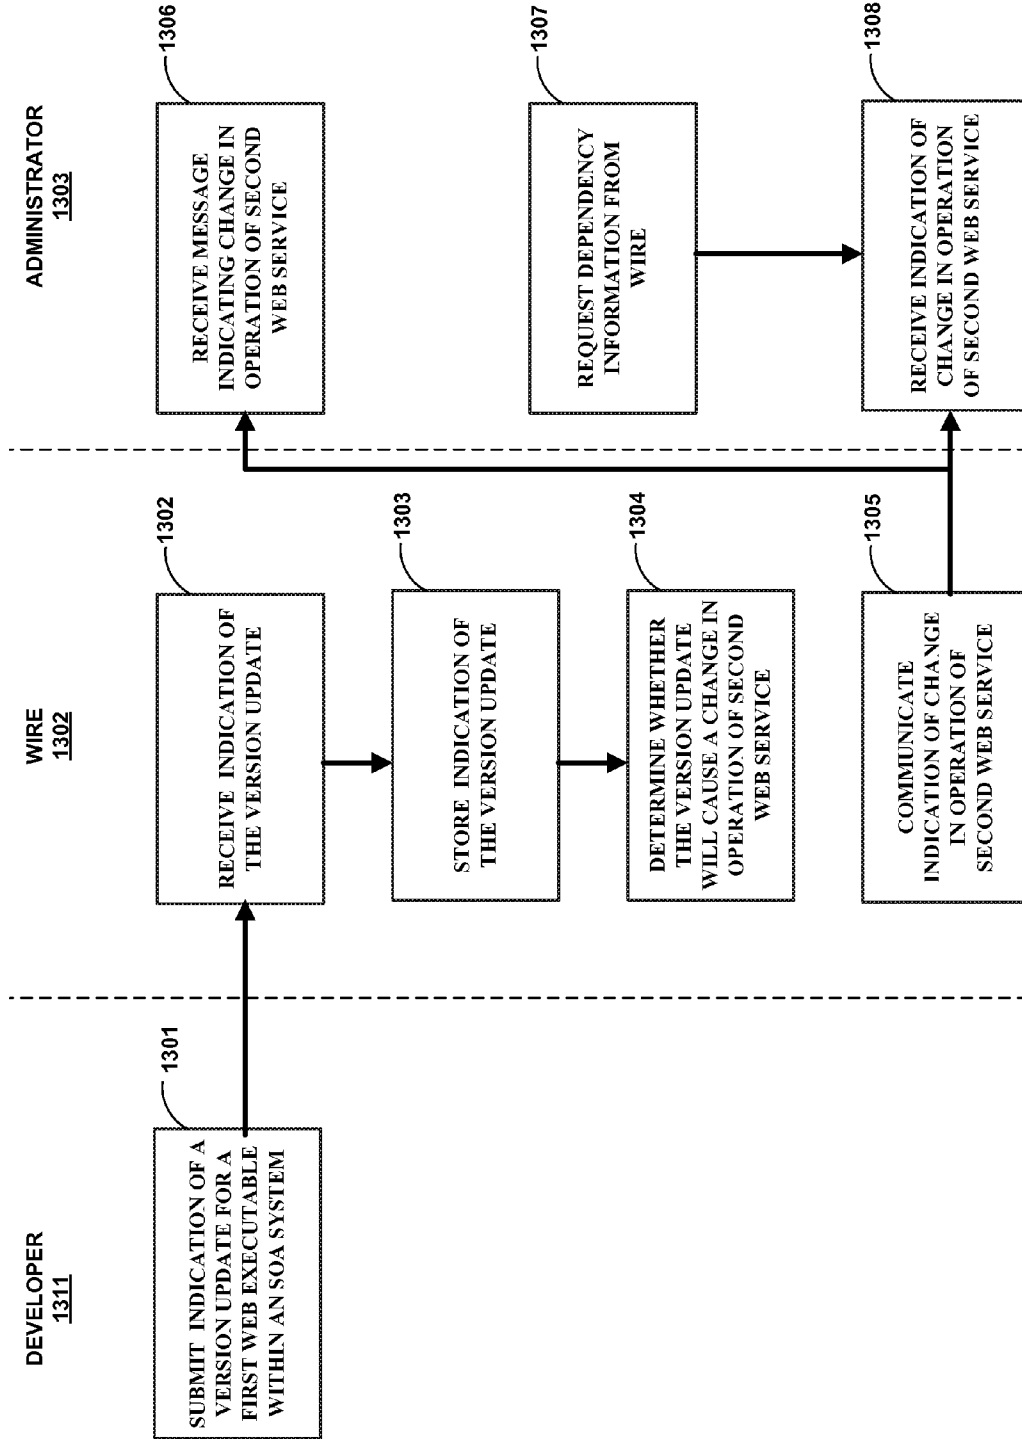 DEVELOPER
1311
WIRE
1302
ADMINISTRATOR
1303
1301
SUBMIT INDICATION OF A
VERSION UPDATE FOR A
FIRST WEB EXECUTABLE
WITHIN AN SOA SYSTEM
1302
RECEIVE INDICATION OF
THE VERSION UPDATE
1303
STORE INDICATION OF
THE VERSION UPDATE
1304
DETERMINE WHETHER
THE VERSION UPDATE
WILL CAUSE A CHANGE IN
OPERATION OF SECOND
WEB SERVICE
1305
COMMUNICATE
INDICATION OF CHANGE
IN OPERATION OF
SECOND WEB SERVICE
1306
RECEIVE MESSAGE
INDICATING CHANGE IN
OPERATION OF SECOND
WEB SERVICE
1307
REQUEST DEPENDENCY
INFORMATION FROM
WIRE
1308
RECEIVE INDICATION OF
CHANGE IN OPERATION
OF SECOND WEB SERVICE